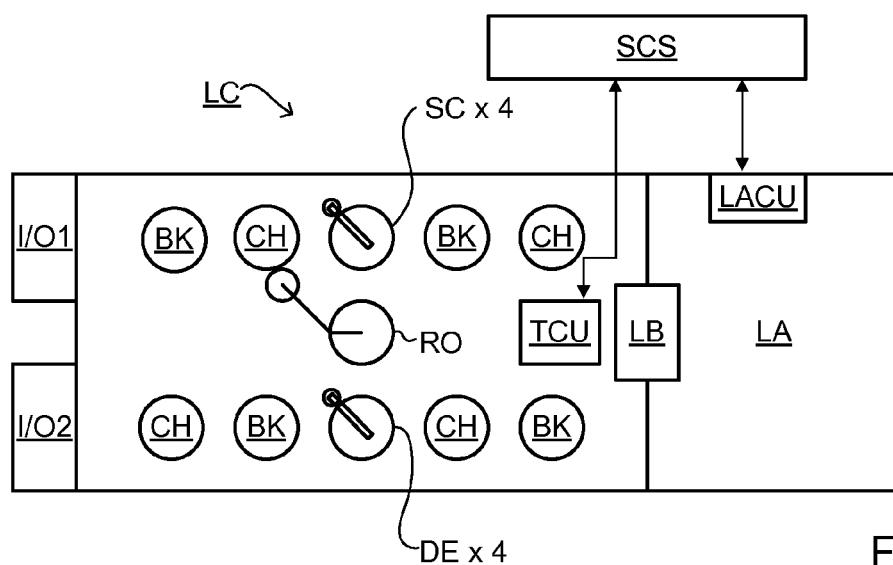 SCS
LC
SC x 4
LACU
I/O1
BK
CH
BK
CH
RO
TCU
LB
LA
I/O2
CH
BK
CH
BK
DE x 4
F